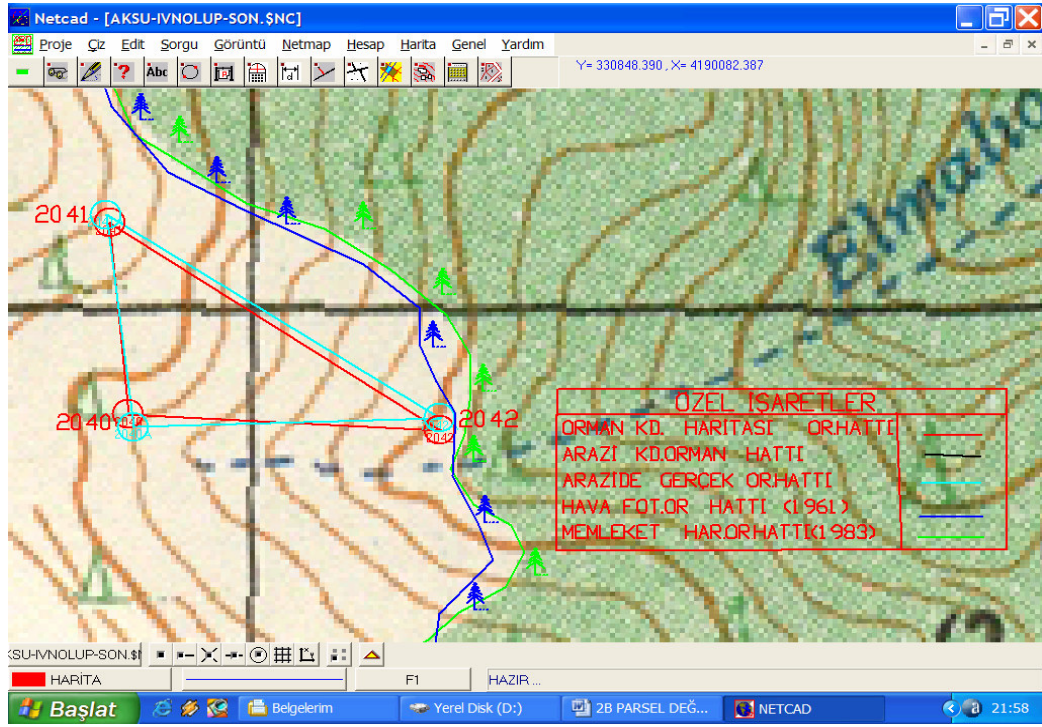 Netcad - [AKSU-IVNOLUP-SON.$NC]
Proje Çiz Edit Sorgu Görüntü Netmap Hesap Harita Genel Yardım
Abc
Y= 330848.390 , X= 4190082.387
Elmalı
2041
2040
2042
2042
ÖZEL İŞARETLER
ORMAN KD. HARİTASI OR.HATTI
ARAZİ KD.ORMAN HATTI
ARAZİDE GERÇEK OR.HATTI
HAVA FOT.OR HATTI (1961)
MEMLEKET HAR.OR.HATTI(1983)
KSU-IVNOLUP-SON.$I
HARİTA F1 HAZIR ...
Başlat Belgelerim Yerel Disk (D:) 2B PARSEL DEĞ... NETCAD 21:58